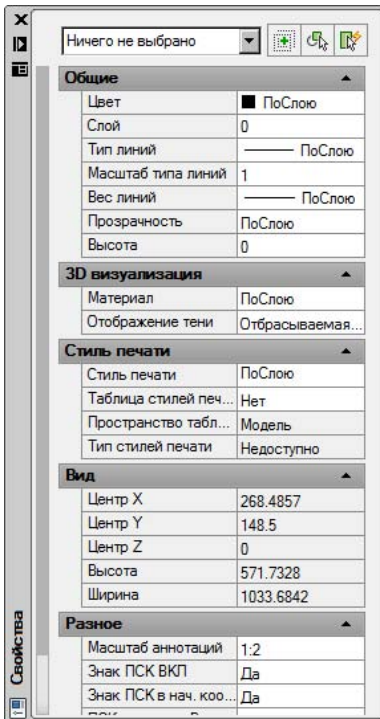 Ничего не выбрано
Общие
Цвет ПоСлою
Слой 0
Тип линий ПоСлою
Масштаб типа линий 1
Вес линий ПоСлою
Прозрачность ПоСлою
Высота 0
3D визуализация
Материал ПоСлою
Отображение тени Отбрасываемая...
Стиль печати
Стиль печати ПоСлою
Таблица стилей печ... Нет
Пространство табл... Модель
Тип стилей печати Недоступно
Вид
Центр X 268.4857
Центр Y 148.5
Центр Z 0
Высота 571.7328
Ширина 1033.6842
Разное
Масштаб аннотаций 1:2
Знак ПСК ВКЛ Да
Знак ПСК в нач. коо... Да
Свойства